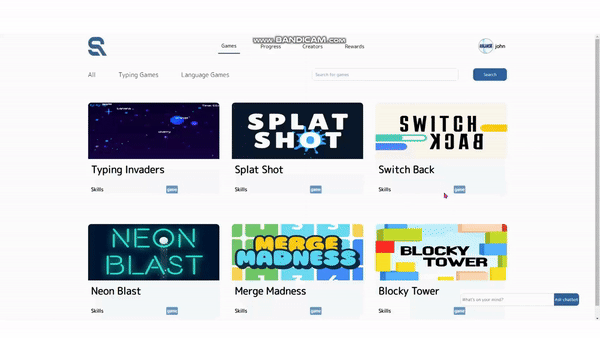 www.BANDICAM.com
Games
Progress
Creators
Rewards
john
All
Typing Games
Language Games
Search for games
Search
SPLAT
SHOT
SWITCH
BACK
Typing Invaders
Splat Shot
Switch Back
Skills
game
Skills
game
Skills
game
NEON
BLAST
MERGE
MADNESS
BLOCKY
TOWER
Neon Blast
Merge Madness
Blocky Tower
What's on your mind?
Skills
game
Skills
game
Skills
game